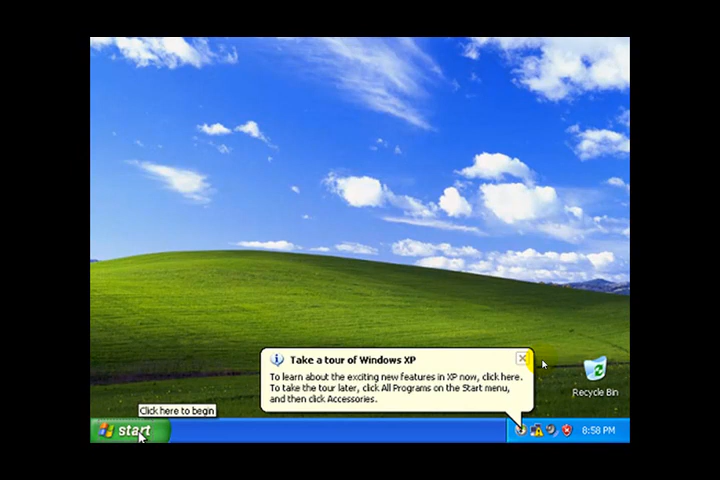 Take a tour of Windows XP
To learn about the exciting new features in XP now, click here.
To take the tour later, click All Programs on the Start menu,
and then click Accessories.
Recycle Bin
Click here to begin
start
8:58 PM